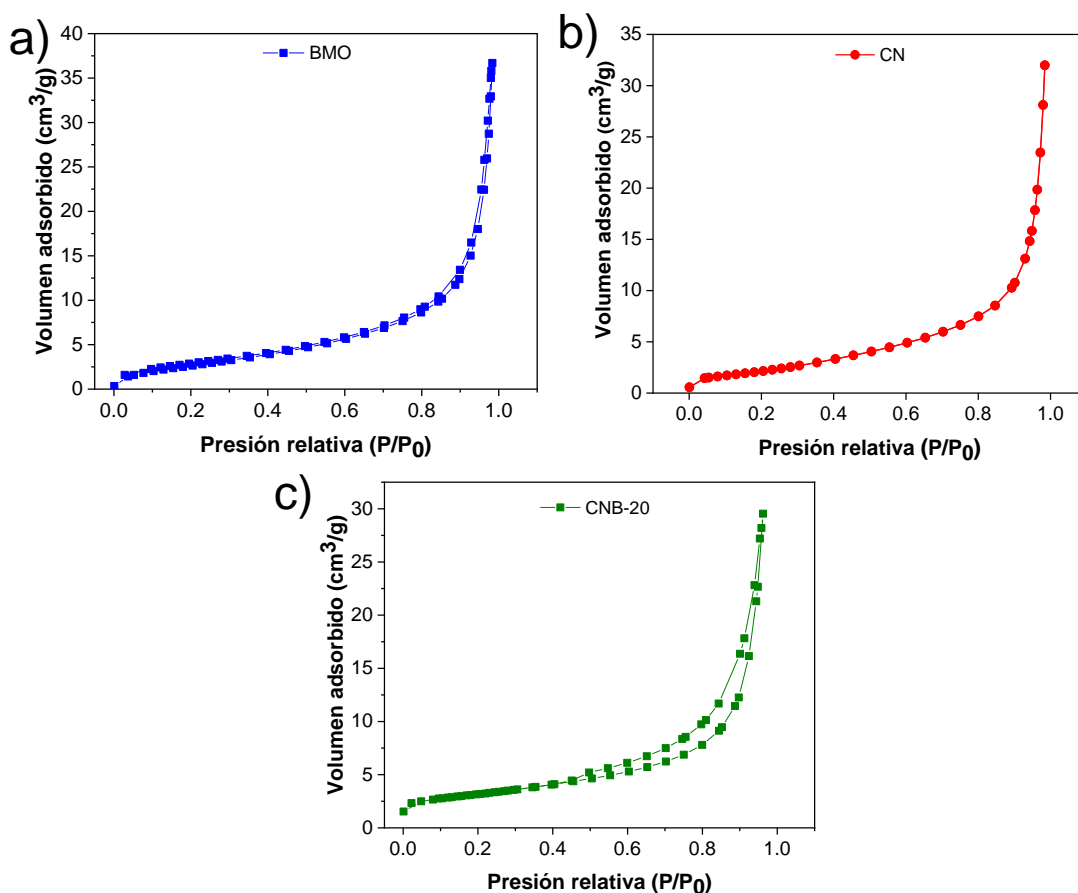 a)
BMO
40
35
30
25
20
15
10
5
0
Volumen adsorbido (cm³/g)
0.0 0.2 0.4 0.6 0.8 1.0
Presión relativa (P/P₀)
b)
CN
35
30
25
20
15
10
5
0
Volumen adsorbido (cm³/g)
0.0 0.2 0.4 0.6 0.8 1.0
Presión relativa (P/P₀)
c)
CNB-20
30
25
20
15
10
5
0
Volumen adsorbido (cm³/g)
0.0 0.2 0.4 0.6 0.8 1.0
Presión relativa (P/P₀)